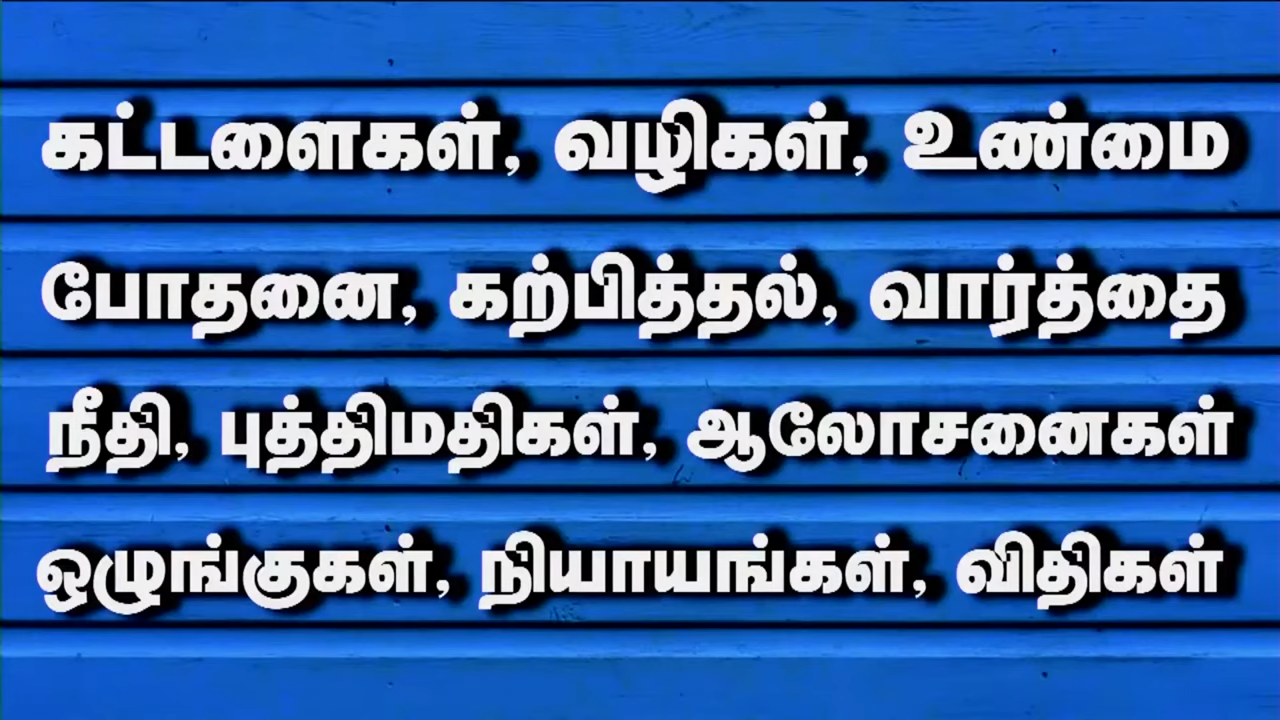 கட்டளைகள், வழிகள், உண்மை
போதனை, கற்பித்தல், வார்த்தை
நீதி, புத்திமதிகள், ஆலோசனைகள்
ஒழுங்குகள், நியாயங்கள், விதிகள்